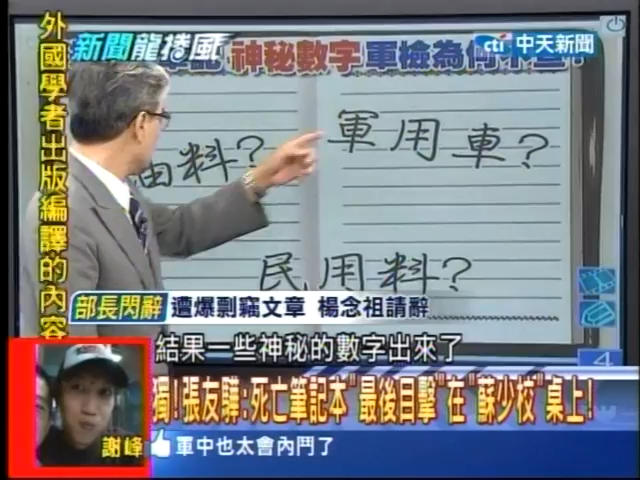 外國學者出版編譯的內容
新聞龍捲風
中天新聞
cti
神秘數字 軍檢為何不查?
油料?
軍用車?
民用料?
部長閃辭 遭爆剽竊文章 楊念祖請辭
結果一些神秘的數字出來了
獨!張友驊:死亡筆記本"最後目擊"在"蘇少校"桌上!
謝峰
軍中也太會內鬥了
4